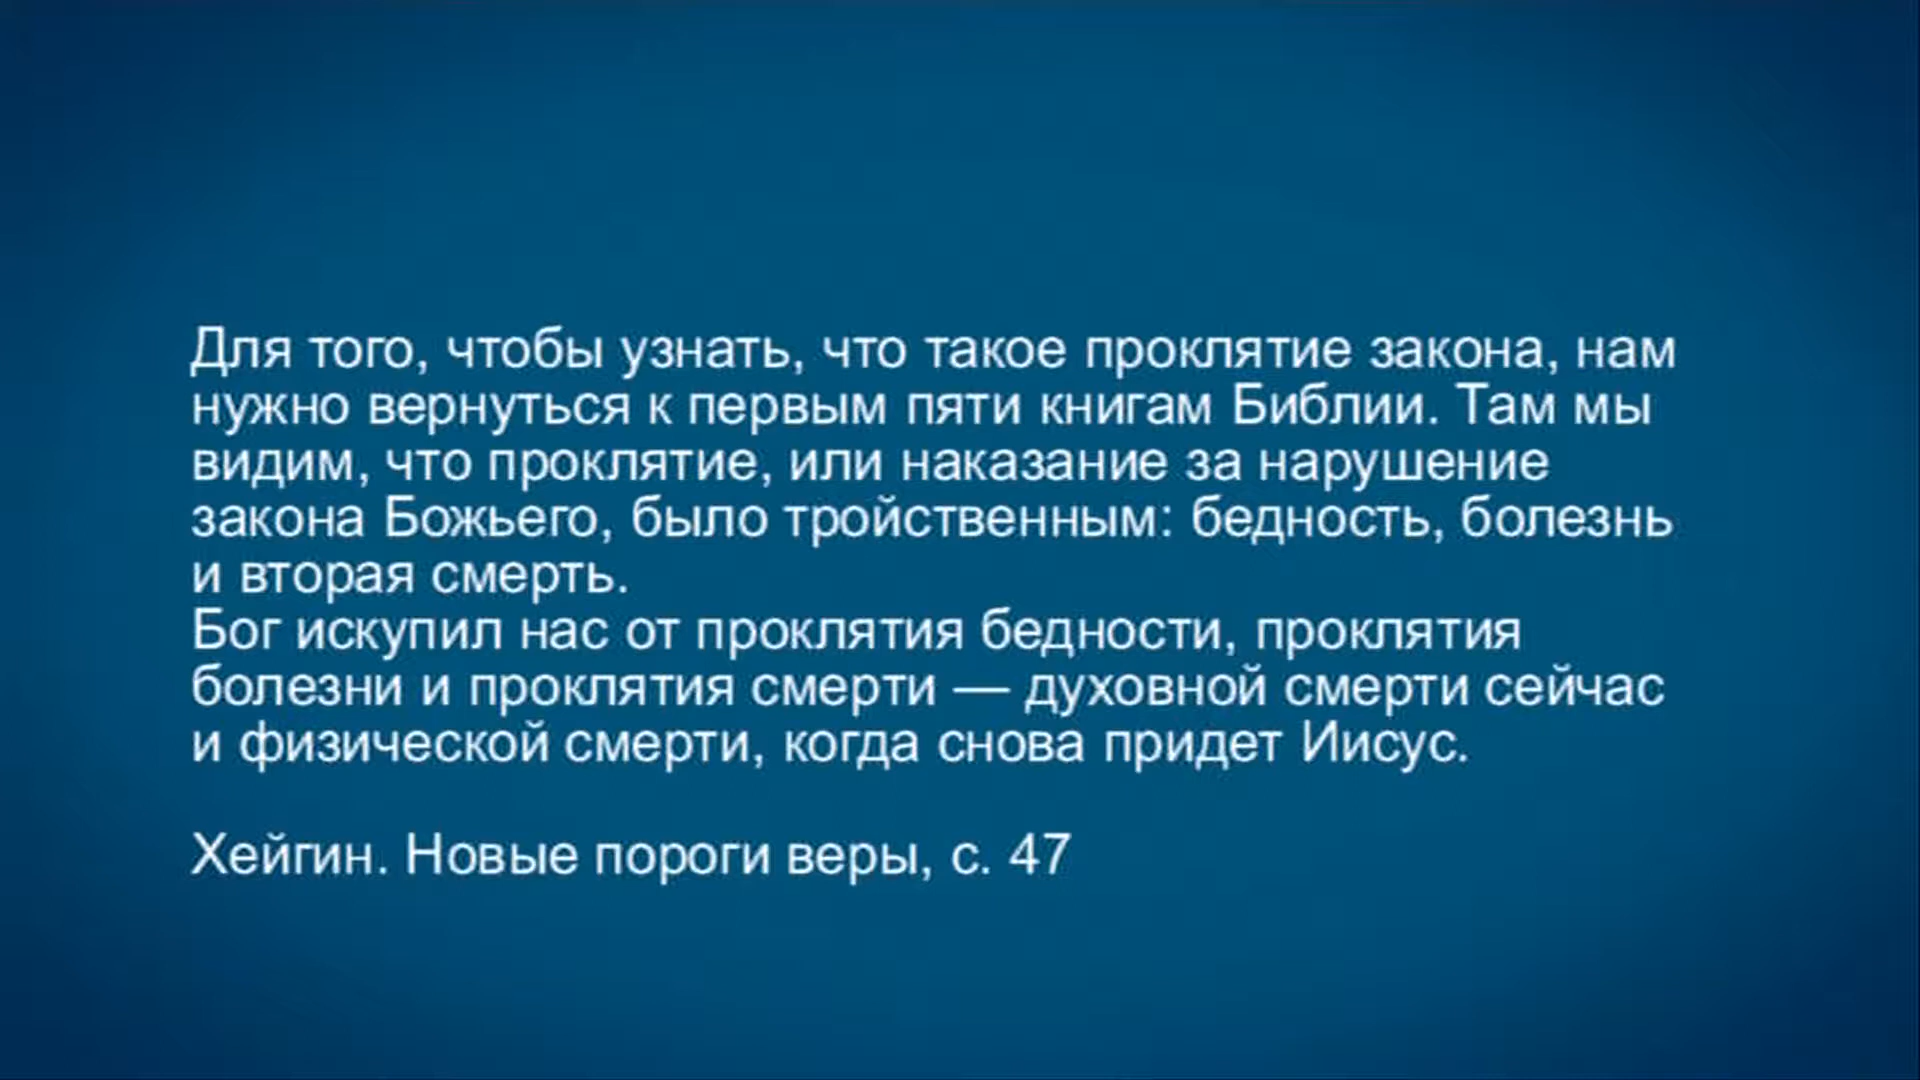 Для того, чтобы узнать, что такое проклятие закона, нам
нужно вернуться к первым пяти книгам Библии. Там мы
видим, что проклятие, или наказание за нарушение
закона Божьего, было тройственным: бедность, болезнь
и вторая смерть.
Бог искупил нас от проклятия бедности, проклятия
болезни и проклятия смерти — духовной смерти сейчас
и физической смерти, когда снова придет Иисус.
Хейгин. Новые пороги веры, с. 47